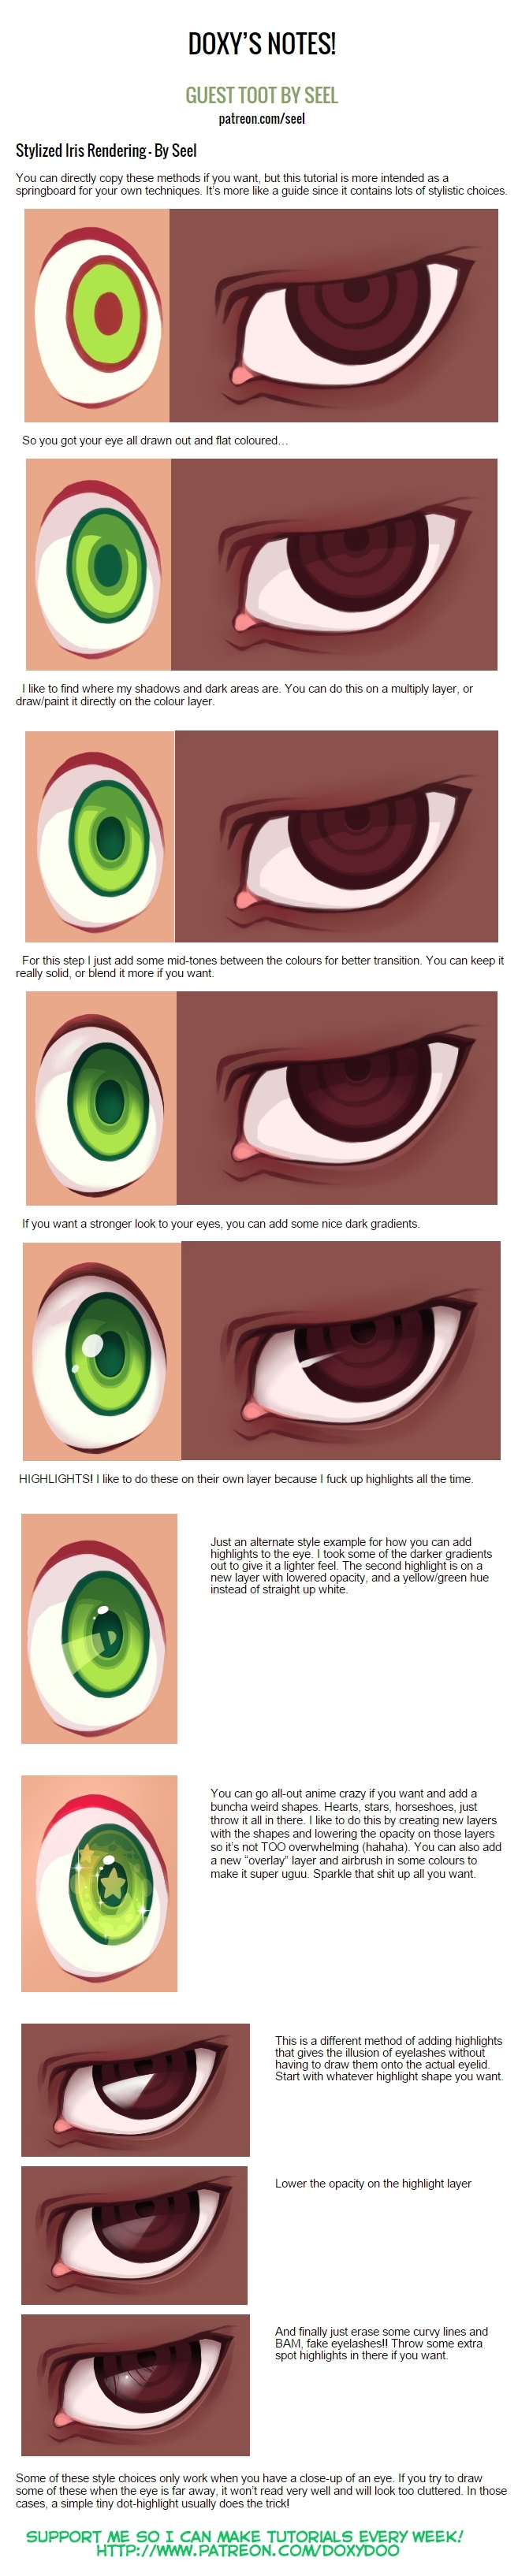 DOXY'S NOTES!
GUEST TOOT BY SEEL
patreon.com/seel
Stylized Iris Rendering - By Seel
You can directly copy these methods if you want, but this tutorial is more intended as a
springboard for your own techniques. It's more like a guide since it contains lots of stylistic choices.
So you got your eye all drawn out and flat coloured...
I like to find where my shadows and dark areas are. You can do this on a multiply layer, or
draw/paint it directly on the colour layer.
For this step I just add some mid-tones between the colours for better transition. You can keep it
really solid, or blend it more if you want.
If you want a stronger look to your eyes, you can add some nice dark gradients.
HIGHLIGHTS! I like to do these on their own layer because I fuck up highlights all the time.
Just an alternate style example for how you can add
highlights to the eye. I took some of the darker gradients
out to give it a lighter feel. The second highlight is on a
new layer with lowered opacity, and a yellow/green hue
instead of straight up white.
You can go all-out anime crazy if you want and add a
buncha weird shapes. Hearts, stars, horseshoes, just
throw it all in there. I like to do this by creating new layers
with the shapes and lowering the opacity on those layers
so it's not TOO overwhelming (hahaha). You can also add
a new "overlay" layer and airbrush in some colours to
make it super uguu. Sparkle that shit up all you want.
This is a different method of adding highlights
that gives the illusion of eyelashes without
having to draw them onto the actual eyelid.
Start with whatever highlight shape you want.
Lower the opacity on the highlight layer
And finally just erase some curvy lines and
BAM, fake eyelashes!! Throw some extra
spot highlights in there if you want.
Some of these style choices only work when you have a close-up of an eye. If you try to draw
some of these when the eye is far away, it won't read very well and will look too cluttered. In those
cases, a simple tiny dot-highlight usually does the trick!
SUPPORT ME SO I CAN MAKE TUTORIALS EVERY WEEK!
HTTP://WWW.PATREON.COM/DOXYDOO